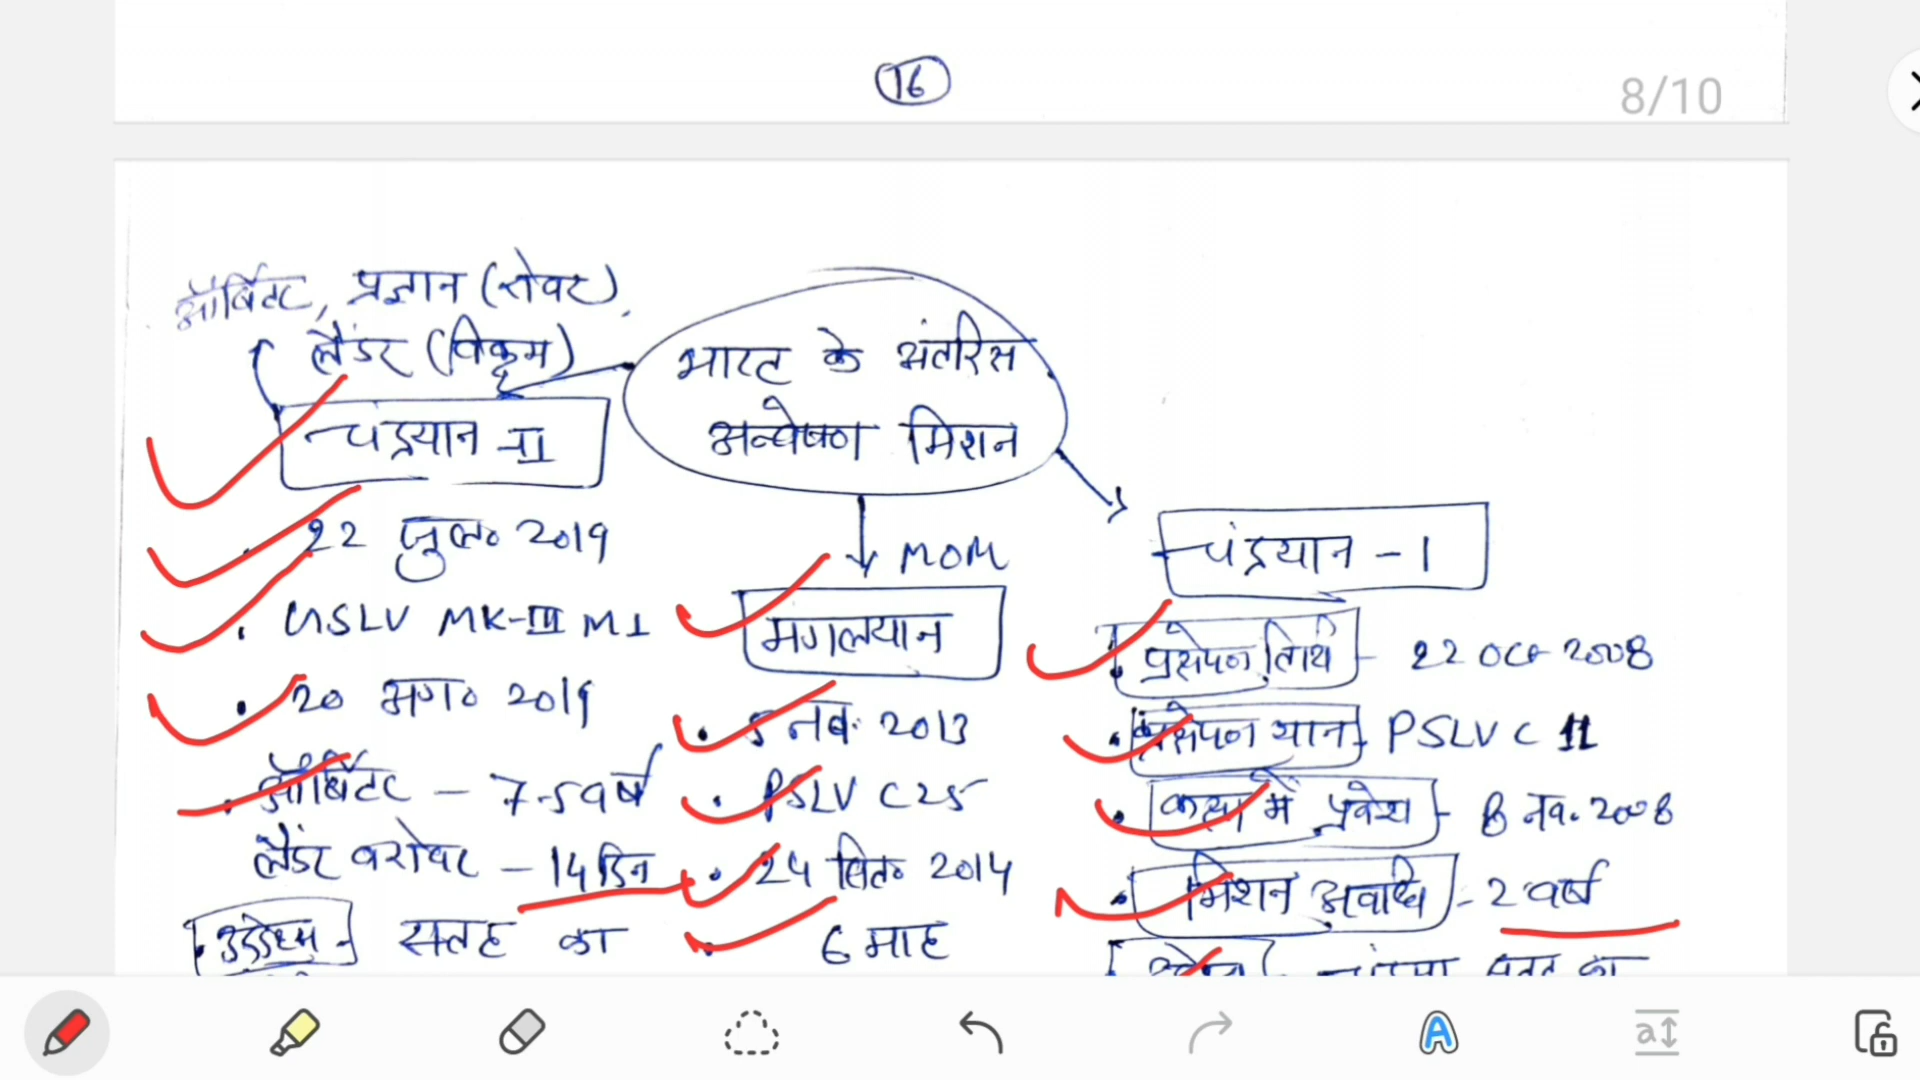 16
8/10
ऑर्बिटर, प्रज्ञान (रोवर)
लैंडर (विक्रम)
भारत के अंतरिक्ष
अन्वेषण मिशन
चंद्रयान -II
22 जुला० 2019
GSLV MK-III M1
20 अग० 2019
ऑर्बिटर - 7.5 वर्ष
लैंडर व रोवर - 14 दिन
उद्देश्य - सतह का
MOM
मंगलयान
5 नव. 2013
PSLV C25
24 सित० 2014
6 माह
चंद्रयान - 1
प्रक्षेपण तिथि - 22 Oct 2008
प्रक्षेपण यान - PSLV C 11
कक्षा में प्रवेश - 8 नव. 2008
मिशन अवधि - 2 वर्ष